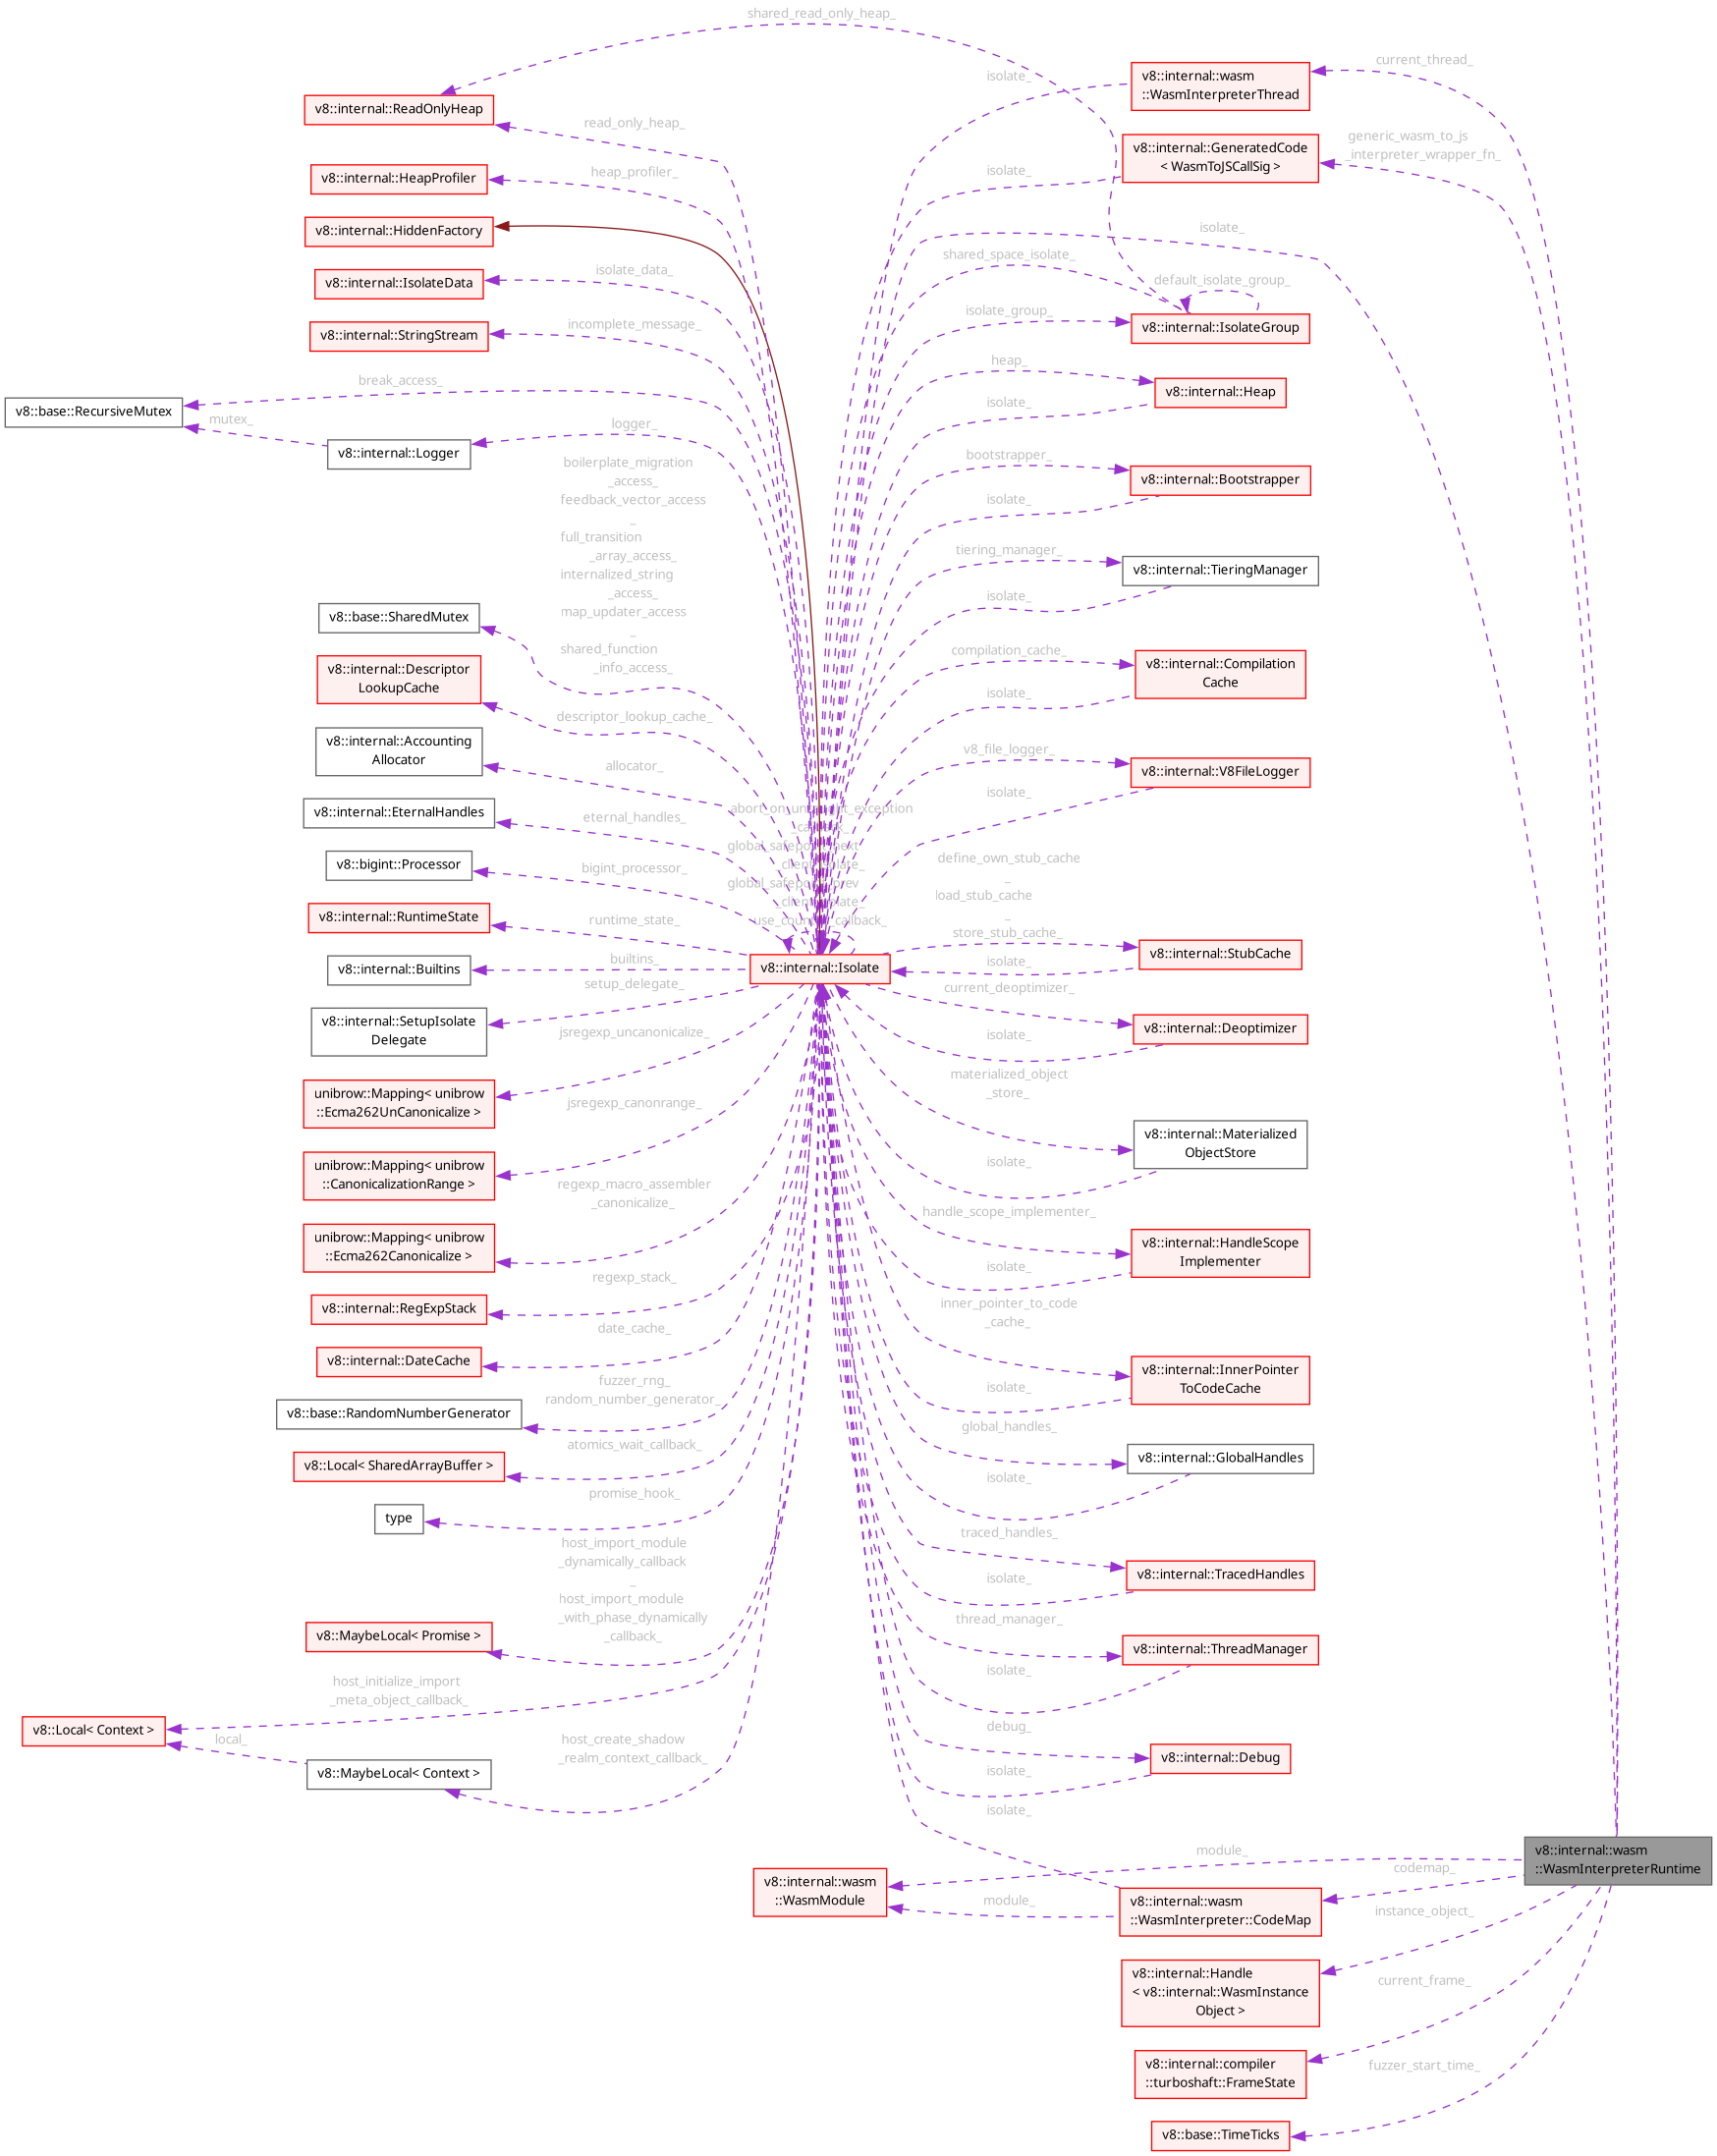 shared_read_only_heap_
current_thread_
isolate_
v8::internal::wasm
::WasmInterpreterThread
v8::internal::ReadOnlyHeap
read_only_heap_
generic_wasm_to_js
_interpreter_wrapper_fn_
v8::internal::GeneratedCode
< WasmToJSCallSig >
isolate_
v8::internal::HeapProfiler
heap_profiler_
v8::internal::HiddenFactory
isolate_
shared_space_isolate_
v8::internal::IsolateData
isolate_data_
default_isolate_group_
isolate_group_
v8::internal::IsolateGroup
v8::internal::StringStream
incomplete_message_
heap_
v8::internal::Heap
isolate_
break_access_
v8::base::RecursiveMutex
mutex_
v8::internal::Logger
logger_
bootstrapper_
v8::internal::Bootstrapper
isolate_
boilerplate_migration
_access_
feedback_vector_access
_
full_transition
_array_access_
internalized_string
_access_
map_updater_access
_
shared_function
_info_access_
tiering_manager_
v8::internal::TieringManager
isolate_
v8::base::SharedMutex
compilation_cache_
v8::internal::Compilation
Cache
isolate_
v8::internal::Descriptor
LookupCache
descriptor_lookup_cache_
v8::internal::Accounting
Allocator
allocator_
v8_file_logger_
v8::internal::V8FileLogger
isolate_
v8::internal::EternalHandles
eternal_handles_
abort_on_uncaught_exception
_callback_
global_safepoint_next
_client_isolate_
global_safepoint_prev
_client_isolate_
use_counter_callback_
v8::bigint::Processor
bigint_processor_
define_own_stub_cache
_
load_stub_cache
_
store_stub_cache_
v8::internal::RuntimeState
runtime_state_
v8::internal::StubCache
isolate_
v8::internal::Isolate
v8::internal::Builtins
builtins_
v8::internal::SetupIsolate
Delegate
setup_delegate_
current_deoptimizer_
v8::internal::Deoptimizer
isolate_
unibrow::Mapping< unibrow
::Ecma262UnCanonicalize >
jsregexp_uncanonicalize_
materialized_object
_store_
v8::internal::Materialized
ObjectStore
isolate_
unibrow::Mapping< unibrow
::CanonicalizationRange >
jsregexp_canonrange_
regexp_macro_assembler
_canonicalize_
unibrow::Mapping< unibrow
::Ecma262Canonicalize >
handle_scope_implementer_
v8::internal::HandleScope
Implementer
isolate_
v8::internal::RegExpStack
regexp_stack_
v8::internal::DateCache
date_cache_
inner_pointer_to_code
_cache_
v8::internal::InnerPointer
ToCodeCache
isolate_
fuzzer_rng_
random_number_generator_
v8::base::RandomNumberGenerator
global_handles_
v8::internal::GlobalHandles
isolate_
v8::Local< SharedArrayBuffer >
atomics_wait_callback_
type
promise_hook_
traced_handles_
v8::internal::TracedHandles
isolate_
host_import_module
_dynamically_callback
_
host_import_module
_with_phase_dynamically
_callback_
v8::MaybeLocal< Promise >
thread_manager_
v8::internal::ThreadManager
isolate_
host_initialize_import
_meta_object_callback_
v8::Local< Context >
local_
v8::MaybeLocal< Context >
host_create_shadow
_realm_context_callback_
debug_
v8::internal::Debug
isolate_
isolate_
v8::internal::wasm
::WasmInterpreterRuntime
module_
codemap_
v8::internal::wasm
::WasmModule
module_
v8::internal::wasm
::WasmInterpreter::CodeMap
instance_object_
v8::internal::Handle
< v8::internal::WasmInstance
Object >
current_frame_
v8::internal::compiler
::turboshaft::FrameState
fuzzer_start_time_
v8::base::TimeTicks